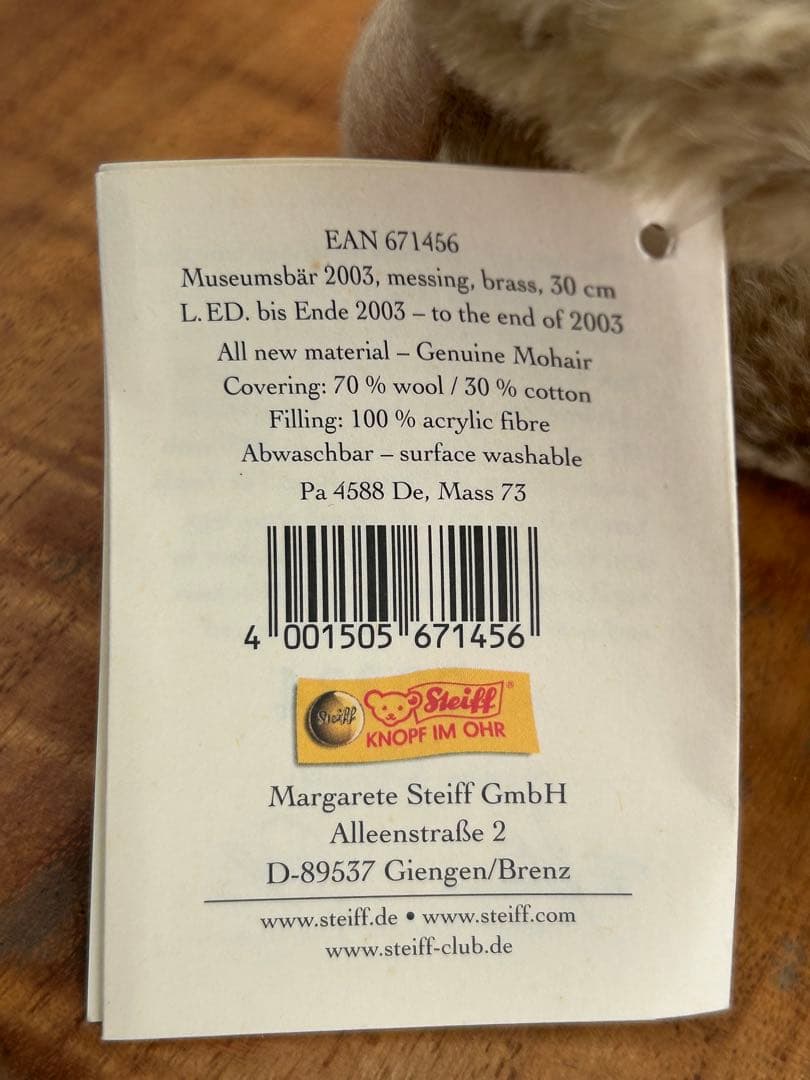 EAN 671456
Museumsbär 2003, messing, brass, 30 cm
L. ED. bis Ende 2003 – to the end of 2003
All new material – Genuine Mohair
Covering: 70 % wool / 30 % cotton
Filling: 100 % acrylic fibre
Abwaschbar – surface washable
Pa 4588 De, Mass 73
4 001505 671456
Steiff Steiff®
KNOPF IM OHR
Margarete Steiff GmbH
Alleenstraße 2
D-89537 Giengen/Brenz
www.steiff.de • www.steiff.com
www.steiff-club.de